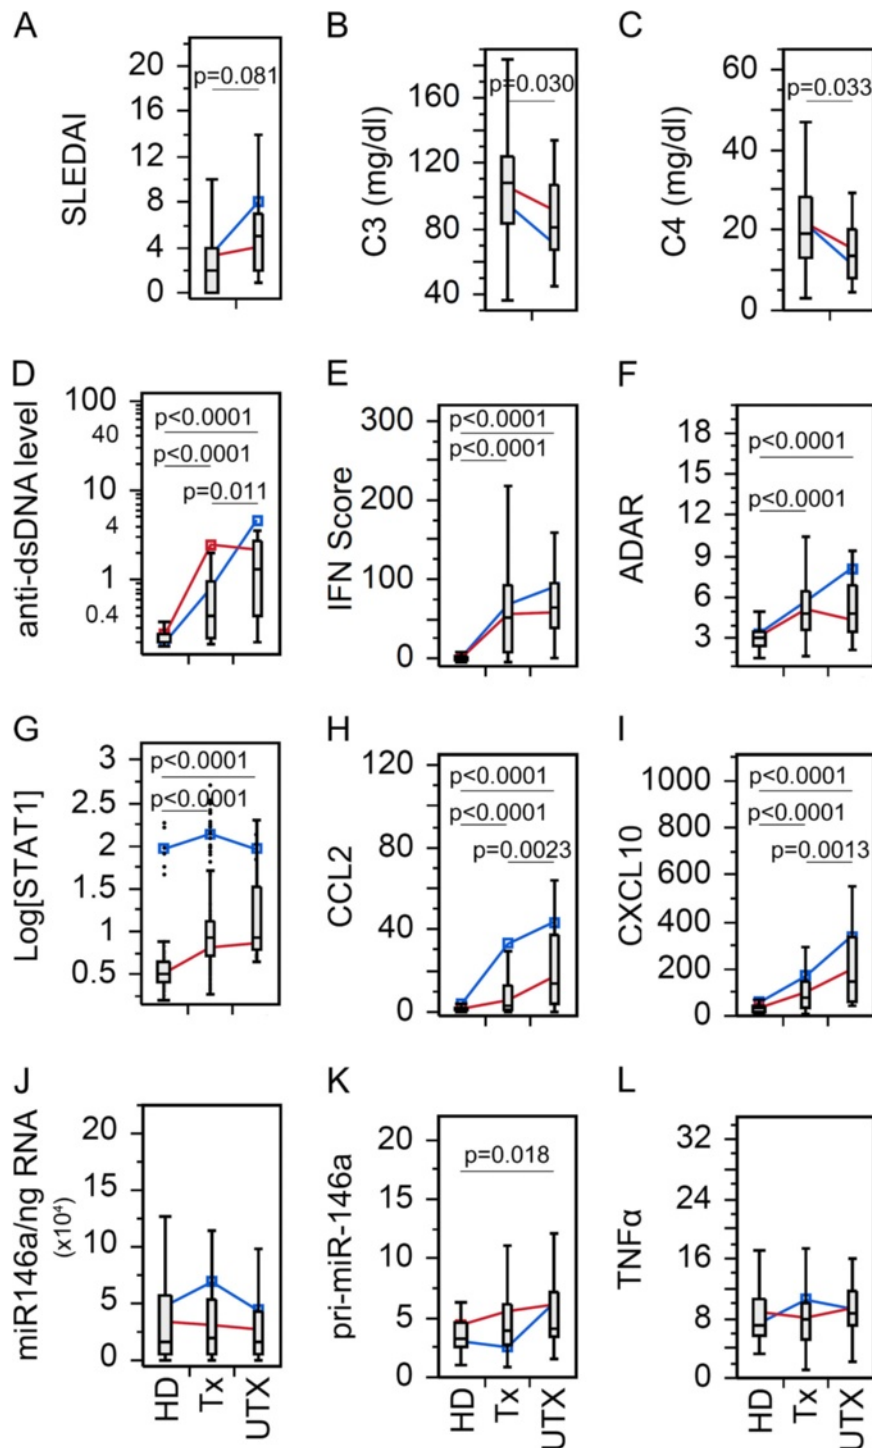 A
SLEDAI
20
16
12
8
4
0
p=0.081
B
C3 (mg/dl)
160
120
80
40
p=0.030
C
C4 (mg/dl)
60
40
20
0
p=0.033
D
anti-dsDNA level
100
40
10
4
1
0.4
p<0.0001
p<0.0001
p=0.011
E
IFN Score
300
200
100
0
p<0.0001
p<0.0001
F
ADAR
18
15
12
9
6
3
p<0.0001
p<0.0001
G
Log[STAT1]
3
2.5
2
1.5
1
0.5
p<0.0001
p<0.0001
H
CCL2
120
80
40
0
p<0.0001
p<0.0001
p=0.0023
I
CXCL10
1000
800
600
400
200
0
p<0.0001
p<0.0001
p=0.0013
J
miR146a/ng RNA
(x10⁴)
20
15
10
5
0
HD
Tx
UTX
K
pri-miR-146a
20
15
10
5
0
p=0.018
HD
Tx
UTX
L
TNFα
32
24
16
8
0
HD
Tx
UTX